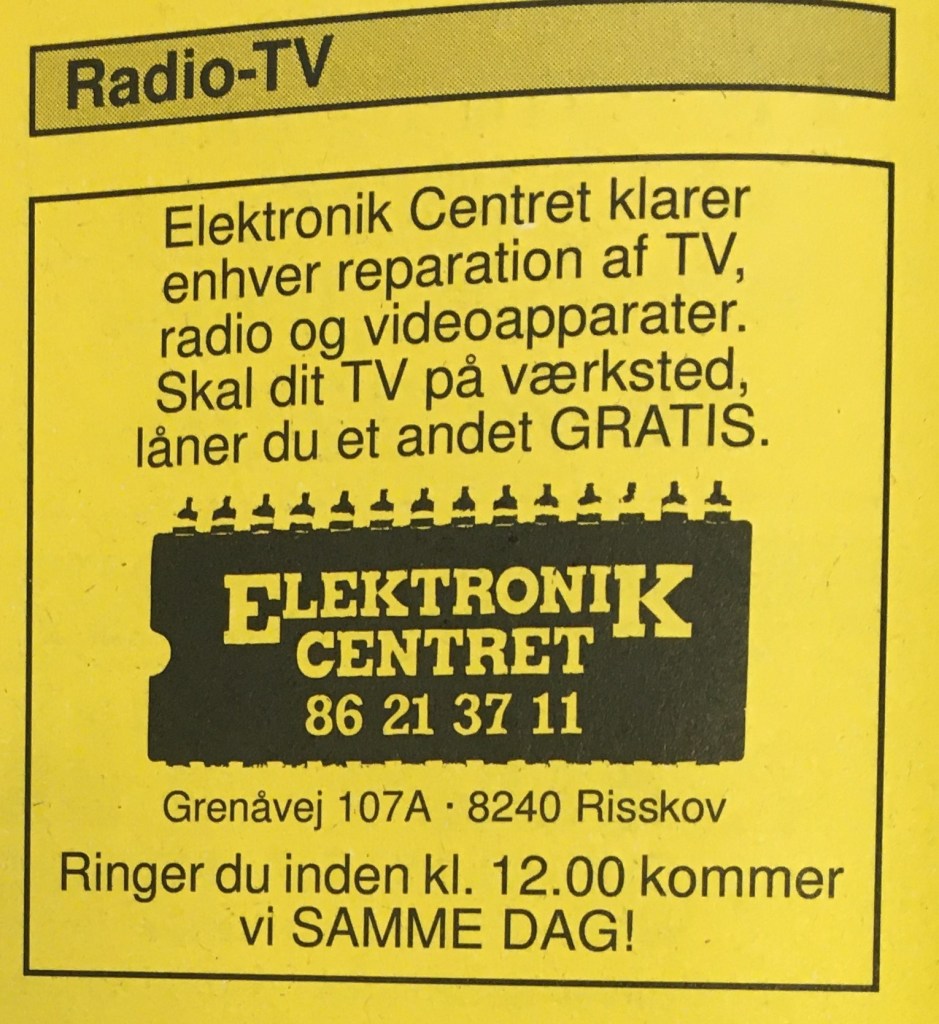 Radio-TV
Elektronik Centret klarer
enhver reparation af TV,
radio og videoapparater.
Skal dit TV på værksted,
låner du et andet GRATIS.
ELEKTRONIK
CENTRET
86 21 37 11
Grenåvej 107A · 8240 Risskov
Ringer du inden kl. 12.00 kommer
vi SAMME DAG!